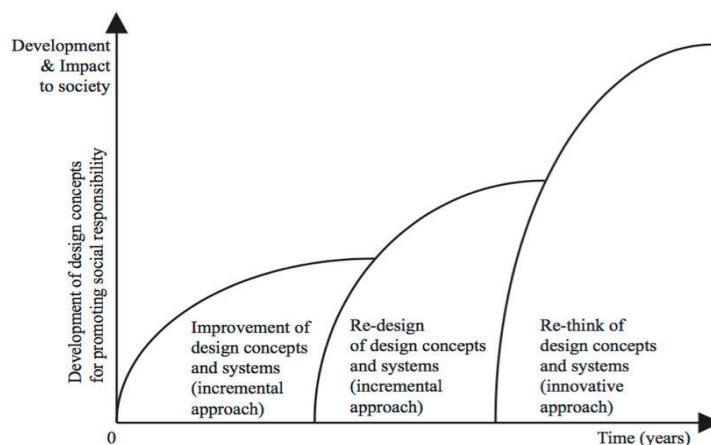 Development
& Impact
to society
Development of design concepts
for promoting social responsibility
Improvement of
design concepts
and systems
(incremental
approach)
Re-design
of design concepts
and systems
(incremental
approach)
Re-think of
design concepts
and systems
(innovative
approach)
0
Time (years)